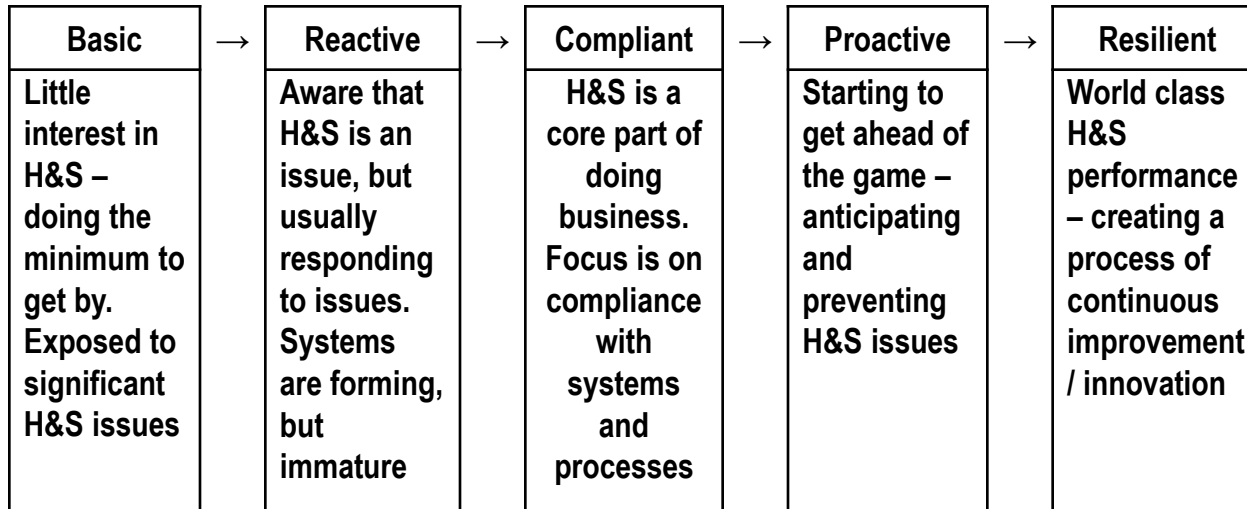 Basic → Reactive → Compliant → Proactive → Resilient
Little
interest in
H&S –
doing the
minimum to
get by.
Exposed to
significant
H&S issues
Aware that
H&S is an
issue, but
usually
responding
to issues.
Systems
are forming,
but
immature
H&S is a
core part of
doing
business.
Focus is on
compliance
with
systems
and
processes
Starting to
get ahead of
the game –
anticipating
and
preventing
H&S issues
World class
H&S
performance
– creating a
process of
continuous
improvement
/ innovation